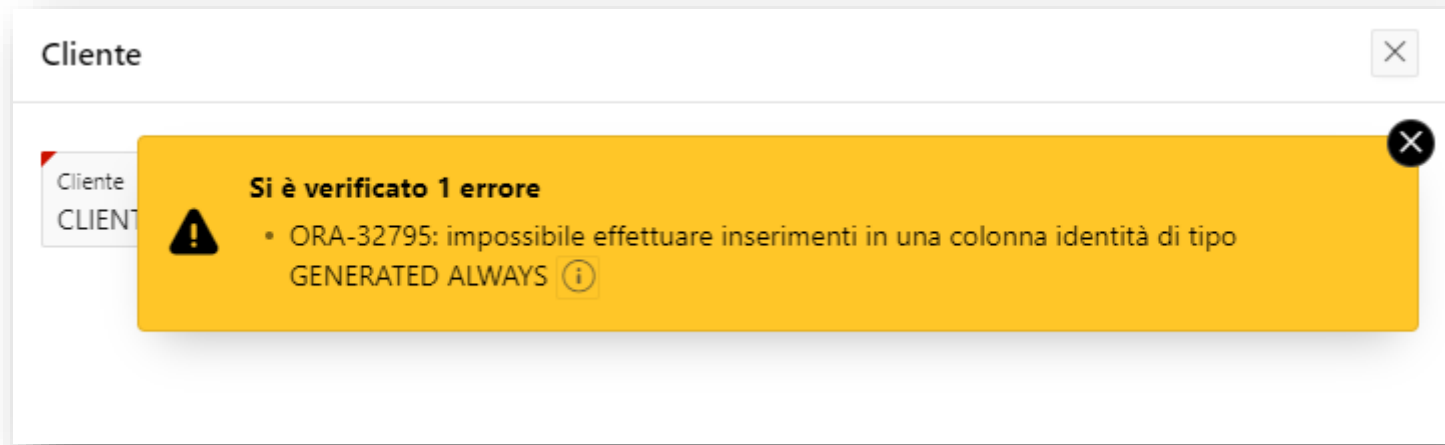 Cliente
Si è verificato 1 errore
Cliente
CLIENT
• ORA-32795: impossibile effettuare inserimenti in una colonna identità di tipo
GENERATED ALWAYS